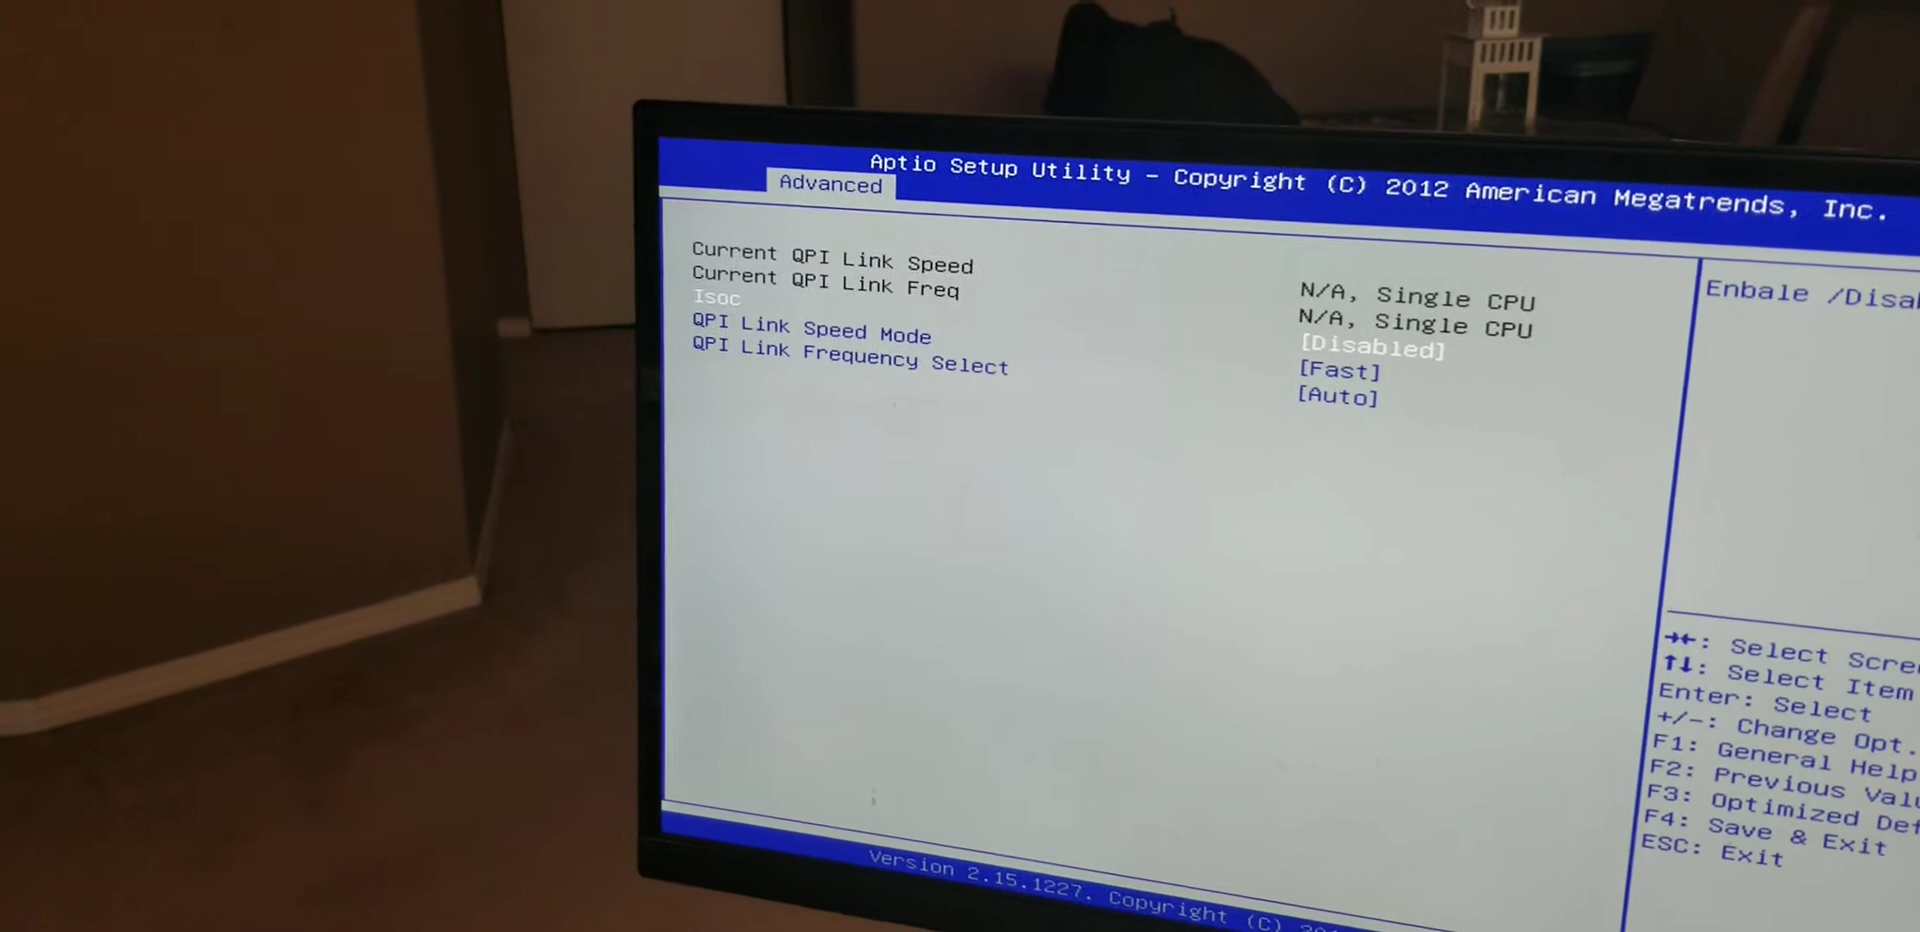 Aptio Setup Utility - Copyright (C) 2012 American Megatrends, Inc.
Advanced
Current QPI Link Speed N/A, Single CPU
Current QPI Link Freq N/A, Single CPU
Isoc [Disabled]
QPI Link Speed Mode [Fast]
QPI Link Frequency Select [Auto]
Enbale /Disa
→←: Select Scre
↑↓: Select Item
Enter: Select
+/-: Change Opt.
F1: General Help
F2: Previous Valu
F3: Optimized Def
F4: Save & Exit
ESC: Exit
Version 2.15.1227. Copyright (C)